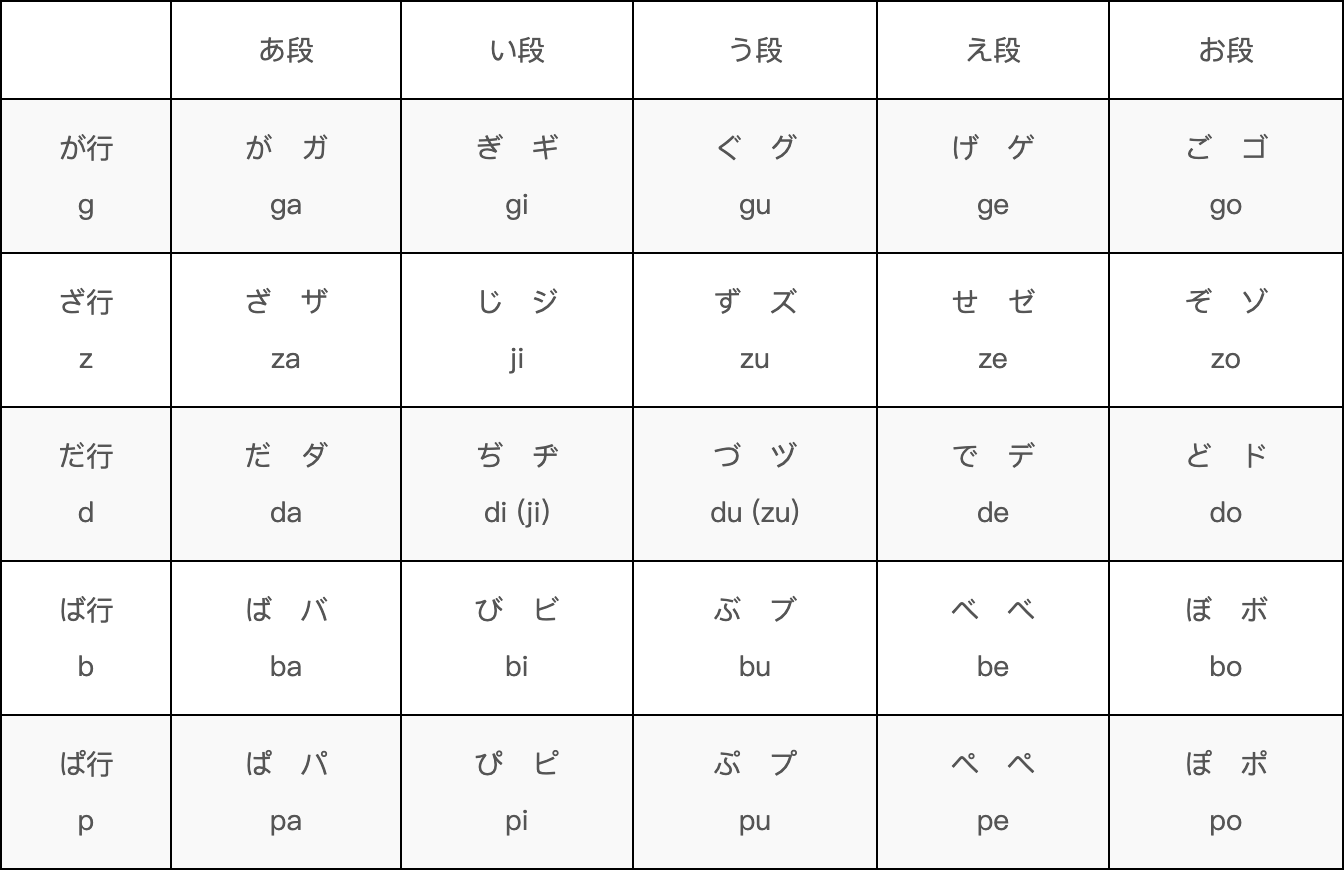 あ段 い段 う段 え段 お段
が行 が　ガ ぎ　ギ ぐ　グ げ　ゲ ご　ゴ
g ga gi gu ge go
ざ行 ざ　ザ じ　ジ ず　ズ せ　ゼ ぞ　ゾ
z za ji zu ze zo
だ行 だ　ダ ぢ　ヂ づ　ヅ で　デ ど　ド
d da di (ji) du (zu) de do
ば行 ば　バ び　ビ ぶ　ブ べ　ベ ぼ　ボ
b ba bi bu be bo
ぱ行 ぱ　パ ぴ　ピ ぷ　プ ぺ　ペ ぽ　ポ
p pa pi pu pe po